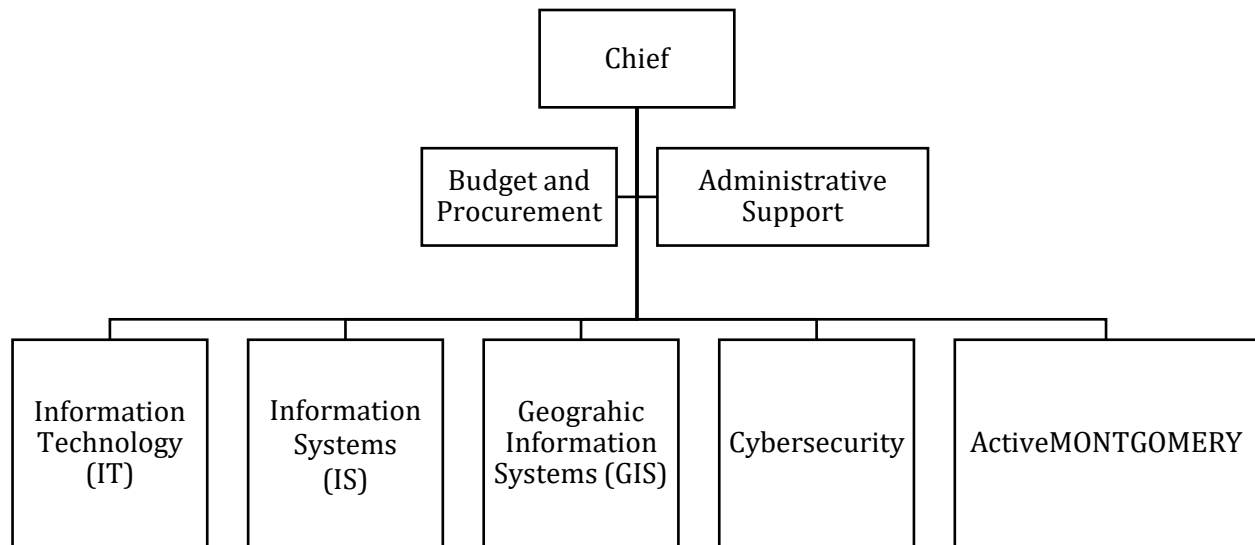 Chief
Budget and
Procurement
Administrative
Support
Information
Technology
(IT)
Information
Systems
(IS)
Geograhic
Information
Systems (GIS)
Cybersecurity
ActiveMONTGOMERY